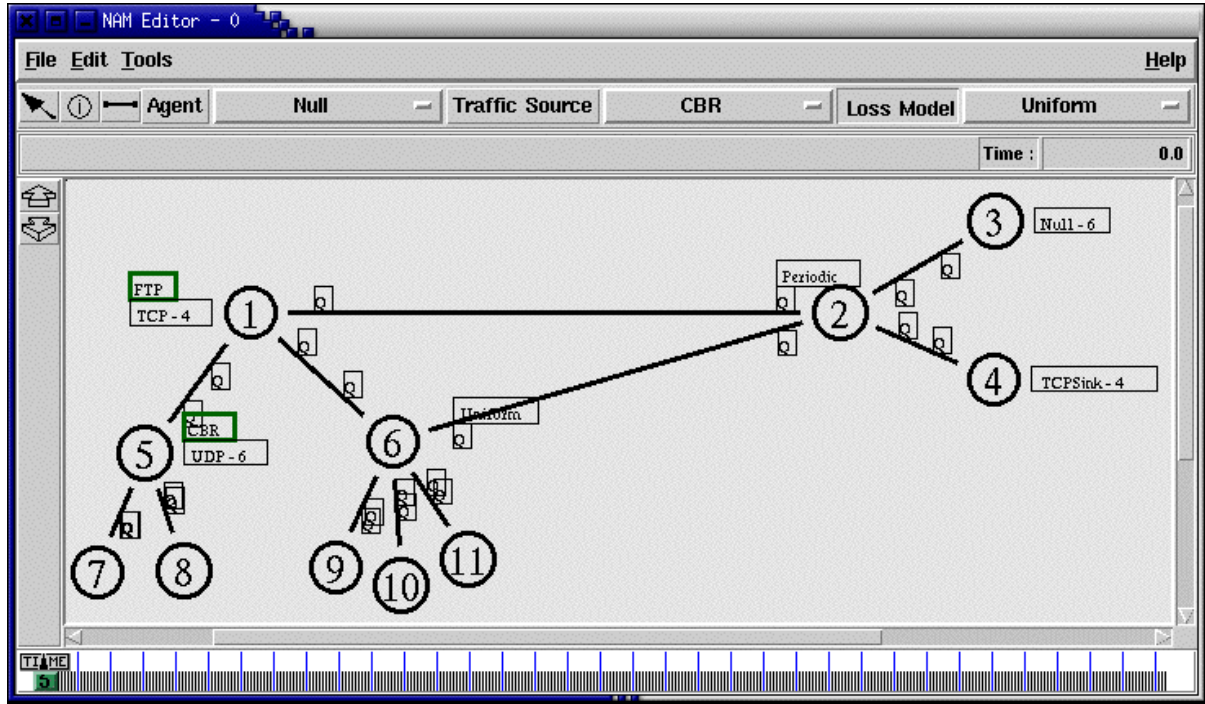 NAM Editor - 0
File Edit Tools Help
Agent Null Traffic Source CBR Loss Model Uniform
Time : 0.0
3 Null - 6
Q
Periodic
FTP
Q Q Q Q
TCP - 4 1 2
Q Q
Q Q Q
4 TCPSink - 4
Q Q
Uniform
Q
CBR
5 UDP - 6 6 Q
Q Q Q Q Q
Q Q Q Q
7 8 9 10 11
TIME
5